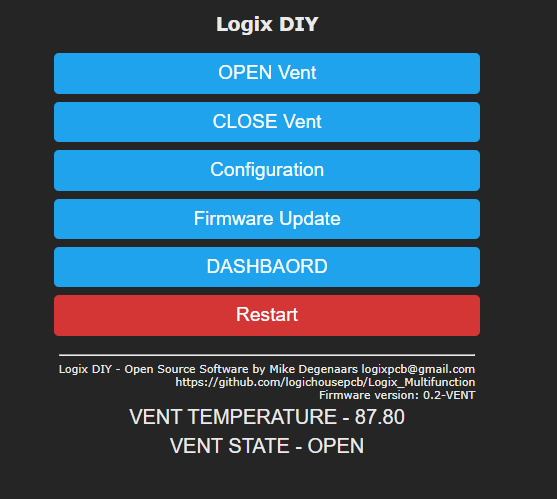 Logix DIY
OPEN Vent
CLOSE Vent
Configuration
Firmware Update
DASHBAORD
Restart
Logix DIY - Open Source Software by Mike Degenaars logixpcb@gmail.com
https://github.com/logichousepcb/Logix_Multifunction
Firmware version: 0.2-VENT
VENT TEMPERATURE - 87.80
VENT STATE - OPEN